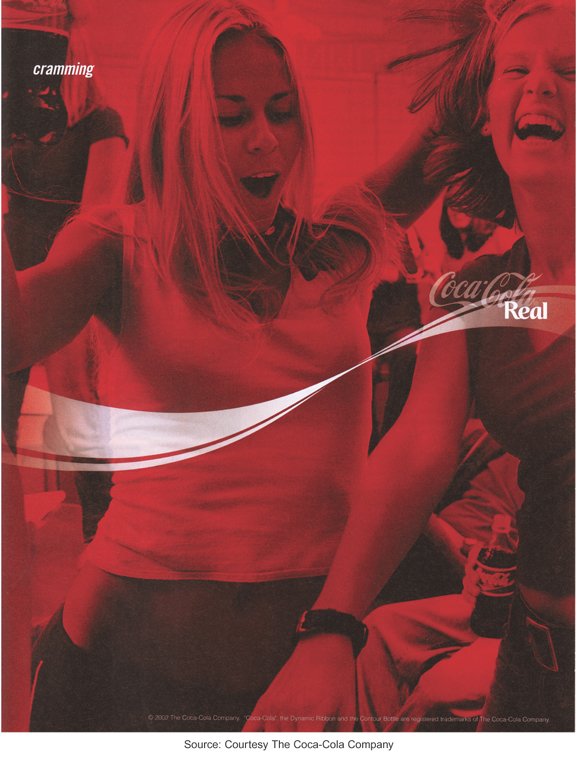 cramming
Coca-Cola
Real
© 2002 The Coca-Cola Company. "Coca-Cola", the Dynamic Ribbon and the Contour Bottle are registered trademarks of The Coca-Cola Company.
Source: Courtesy The Coca-Cola Company